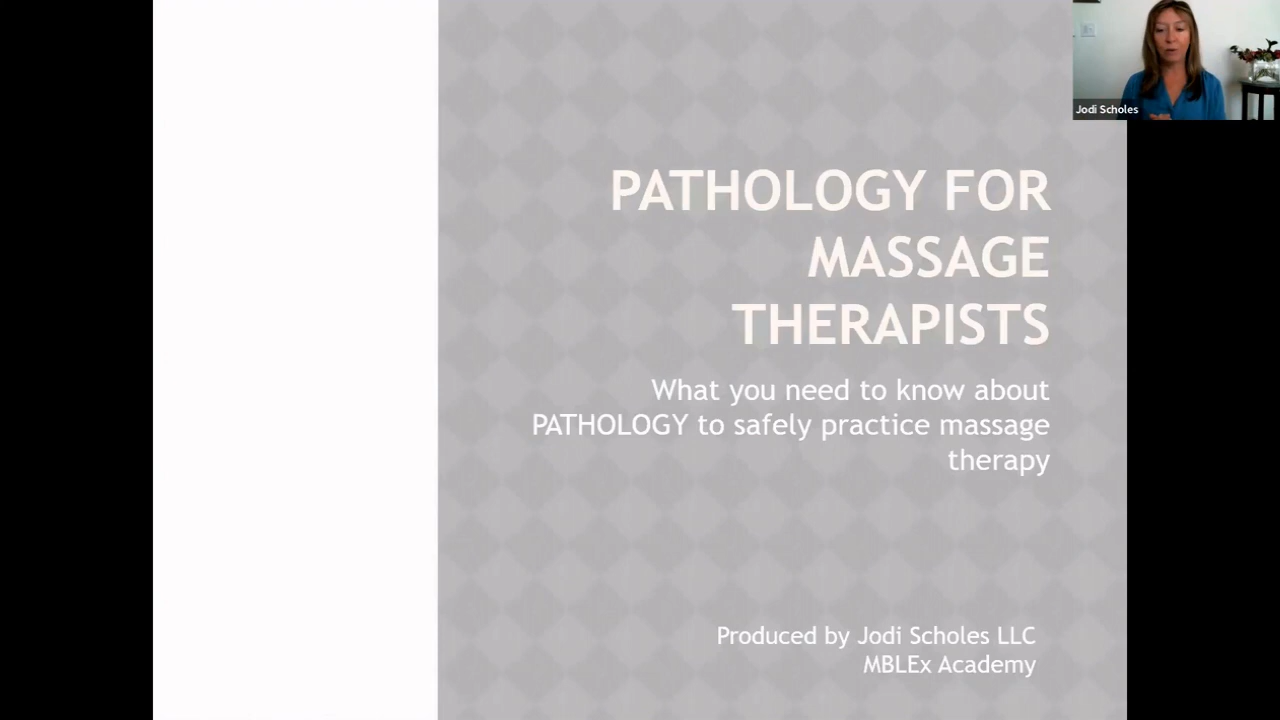 Jodi Scholes
PATHOLOGY FOR
MASSAGE
THERAPISTS
What you need to know about
PATHOLOGY to safely practice massage
therapy
Produced by Jodi Scholes LLC
MBLEx Academy